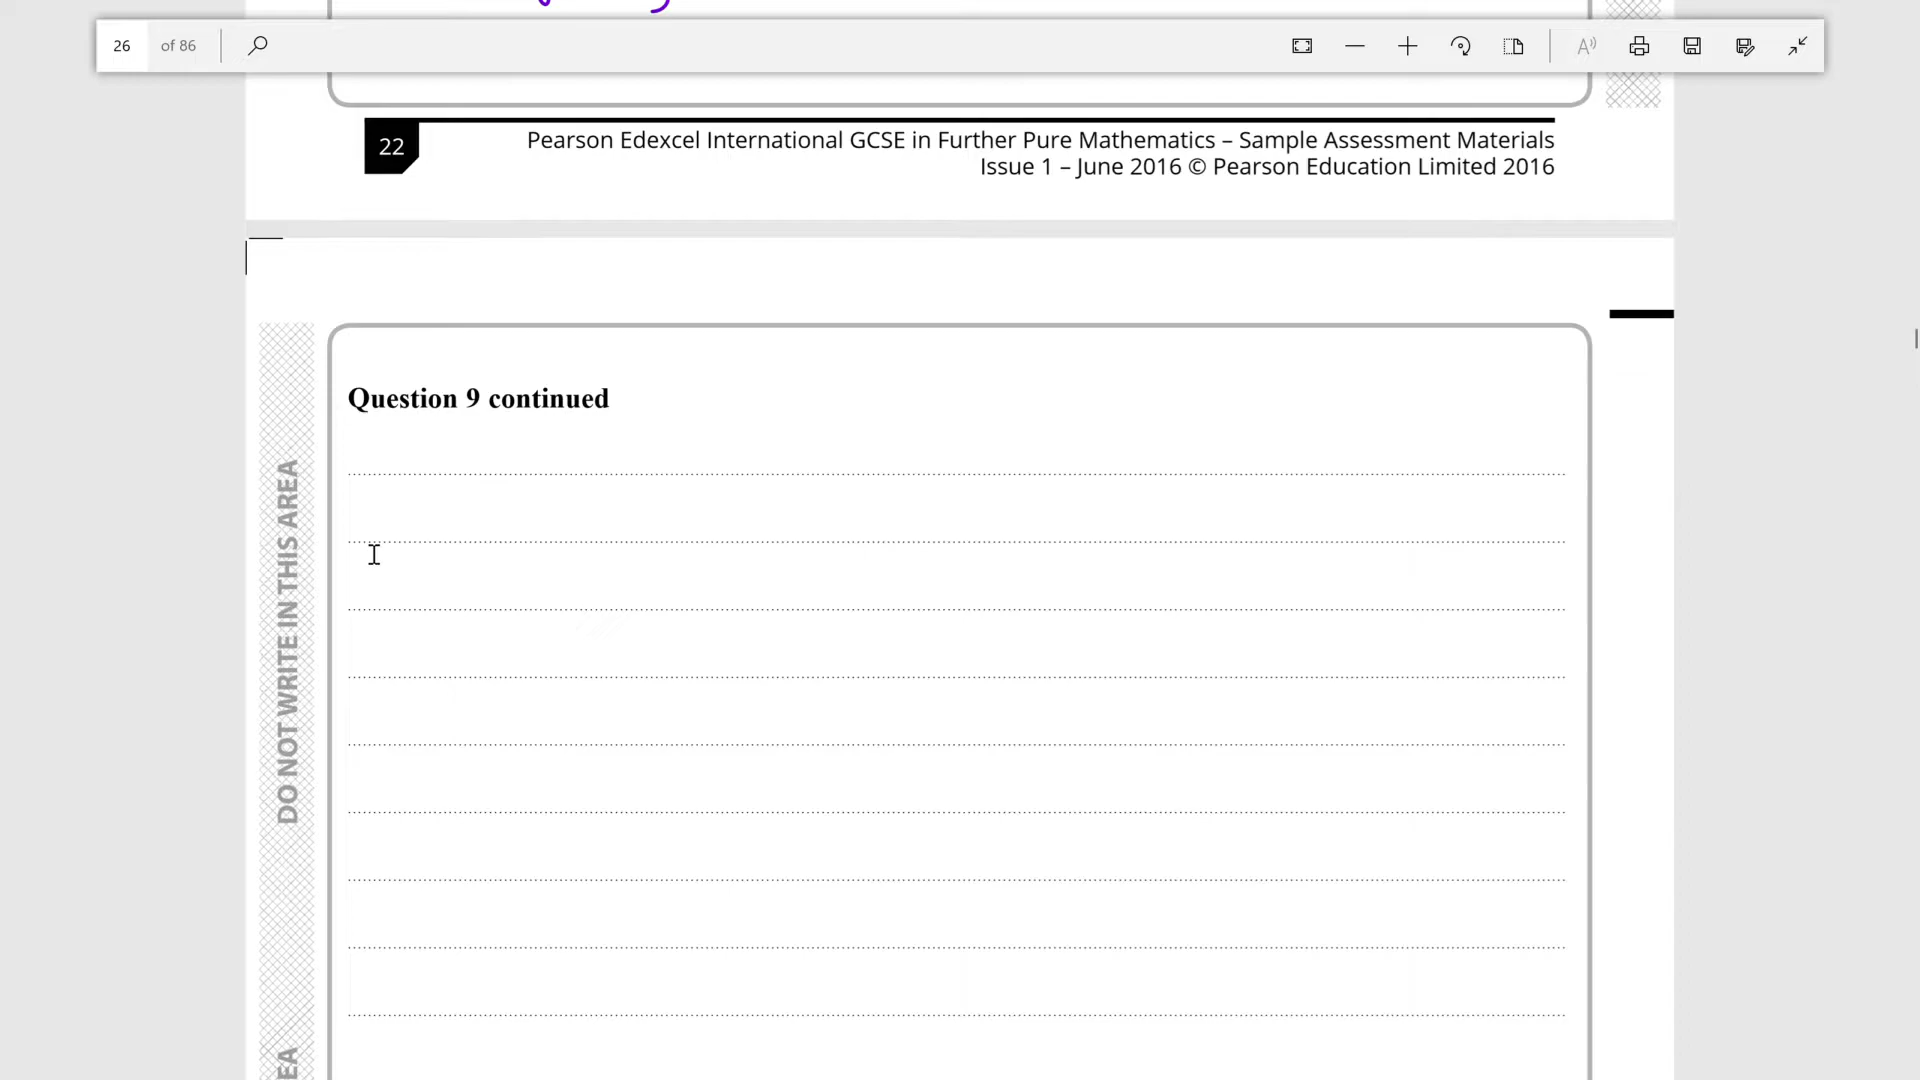 26 of 86
22
Pearson Edexcel International GCSE in Further Pure Mathematics – Sample Assessment Materials
Issue 1 – June 2016 © Pearson Education Limited 2016
Question 9 continued
DO NOT WRITE IN THIS AREA
EA